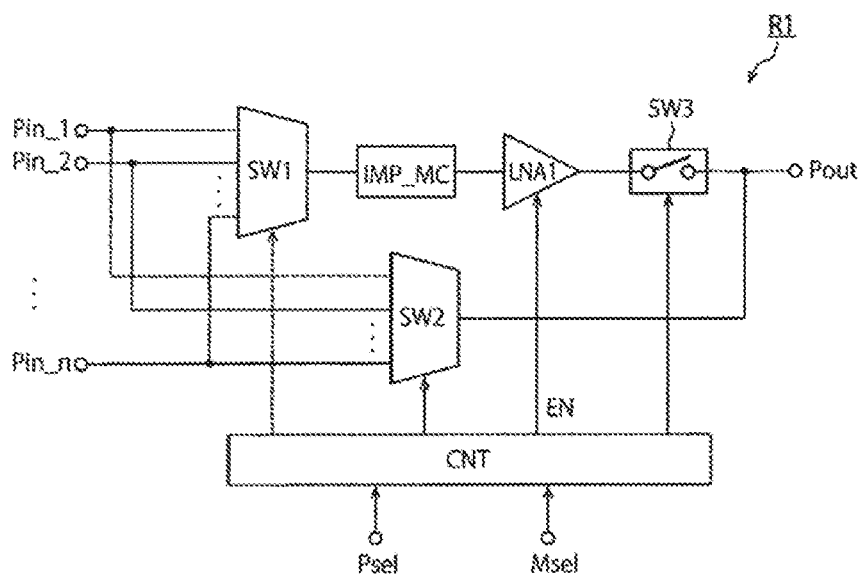 R1
SW3
Pin_1
Pin_2
SW1
IMP_MC
LNA1
Pout
SW2
Pin_n
EN
CNT
Psel
Msel